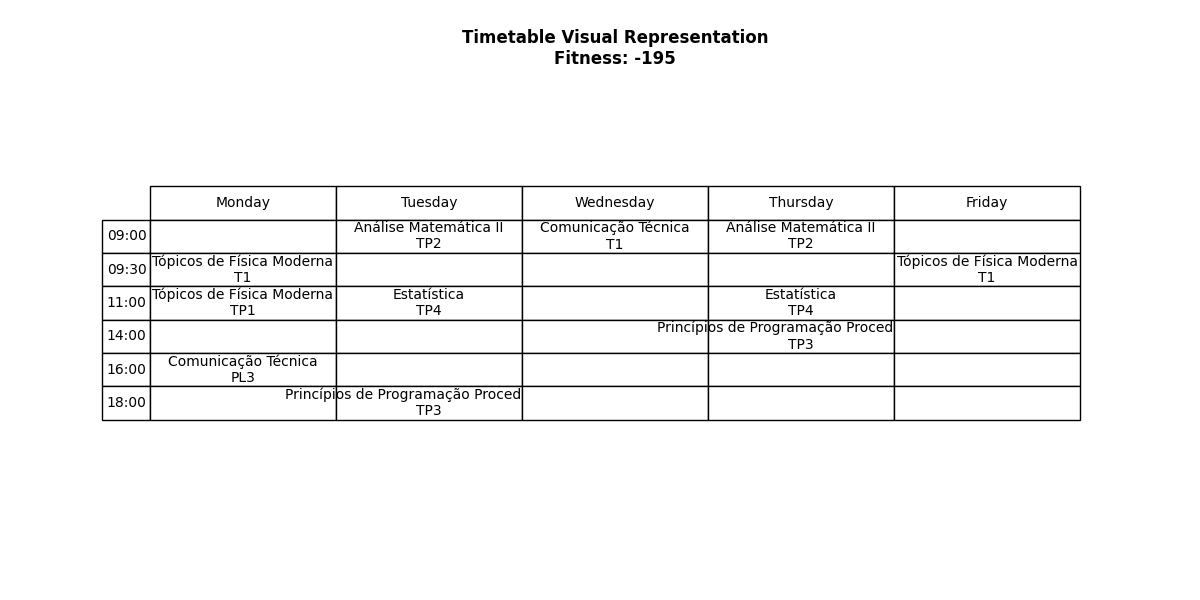 Timetable Visual Representation
Fitness: -195
Monday Tuesday Wednesday Thursday Friday
09:00 Análise Matemática II TP2 Comunicação Técnica T1 Análise Matemática II TP2
09:30 Tópicos de Física Moderna T1 Tópicos de Física Moderna T1
11:00 Tópicos de Física Moderna TP1 Estatística TP4 Estatística TP4
14:00 Princípios de Programação Proced TP3
16:00 Comunicação Técnica PL3
18:00 Princípios de Programação Proced TP3